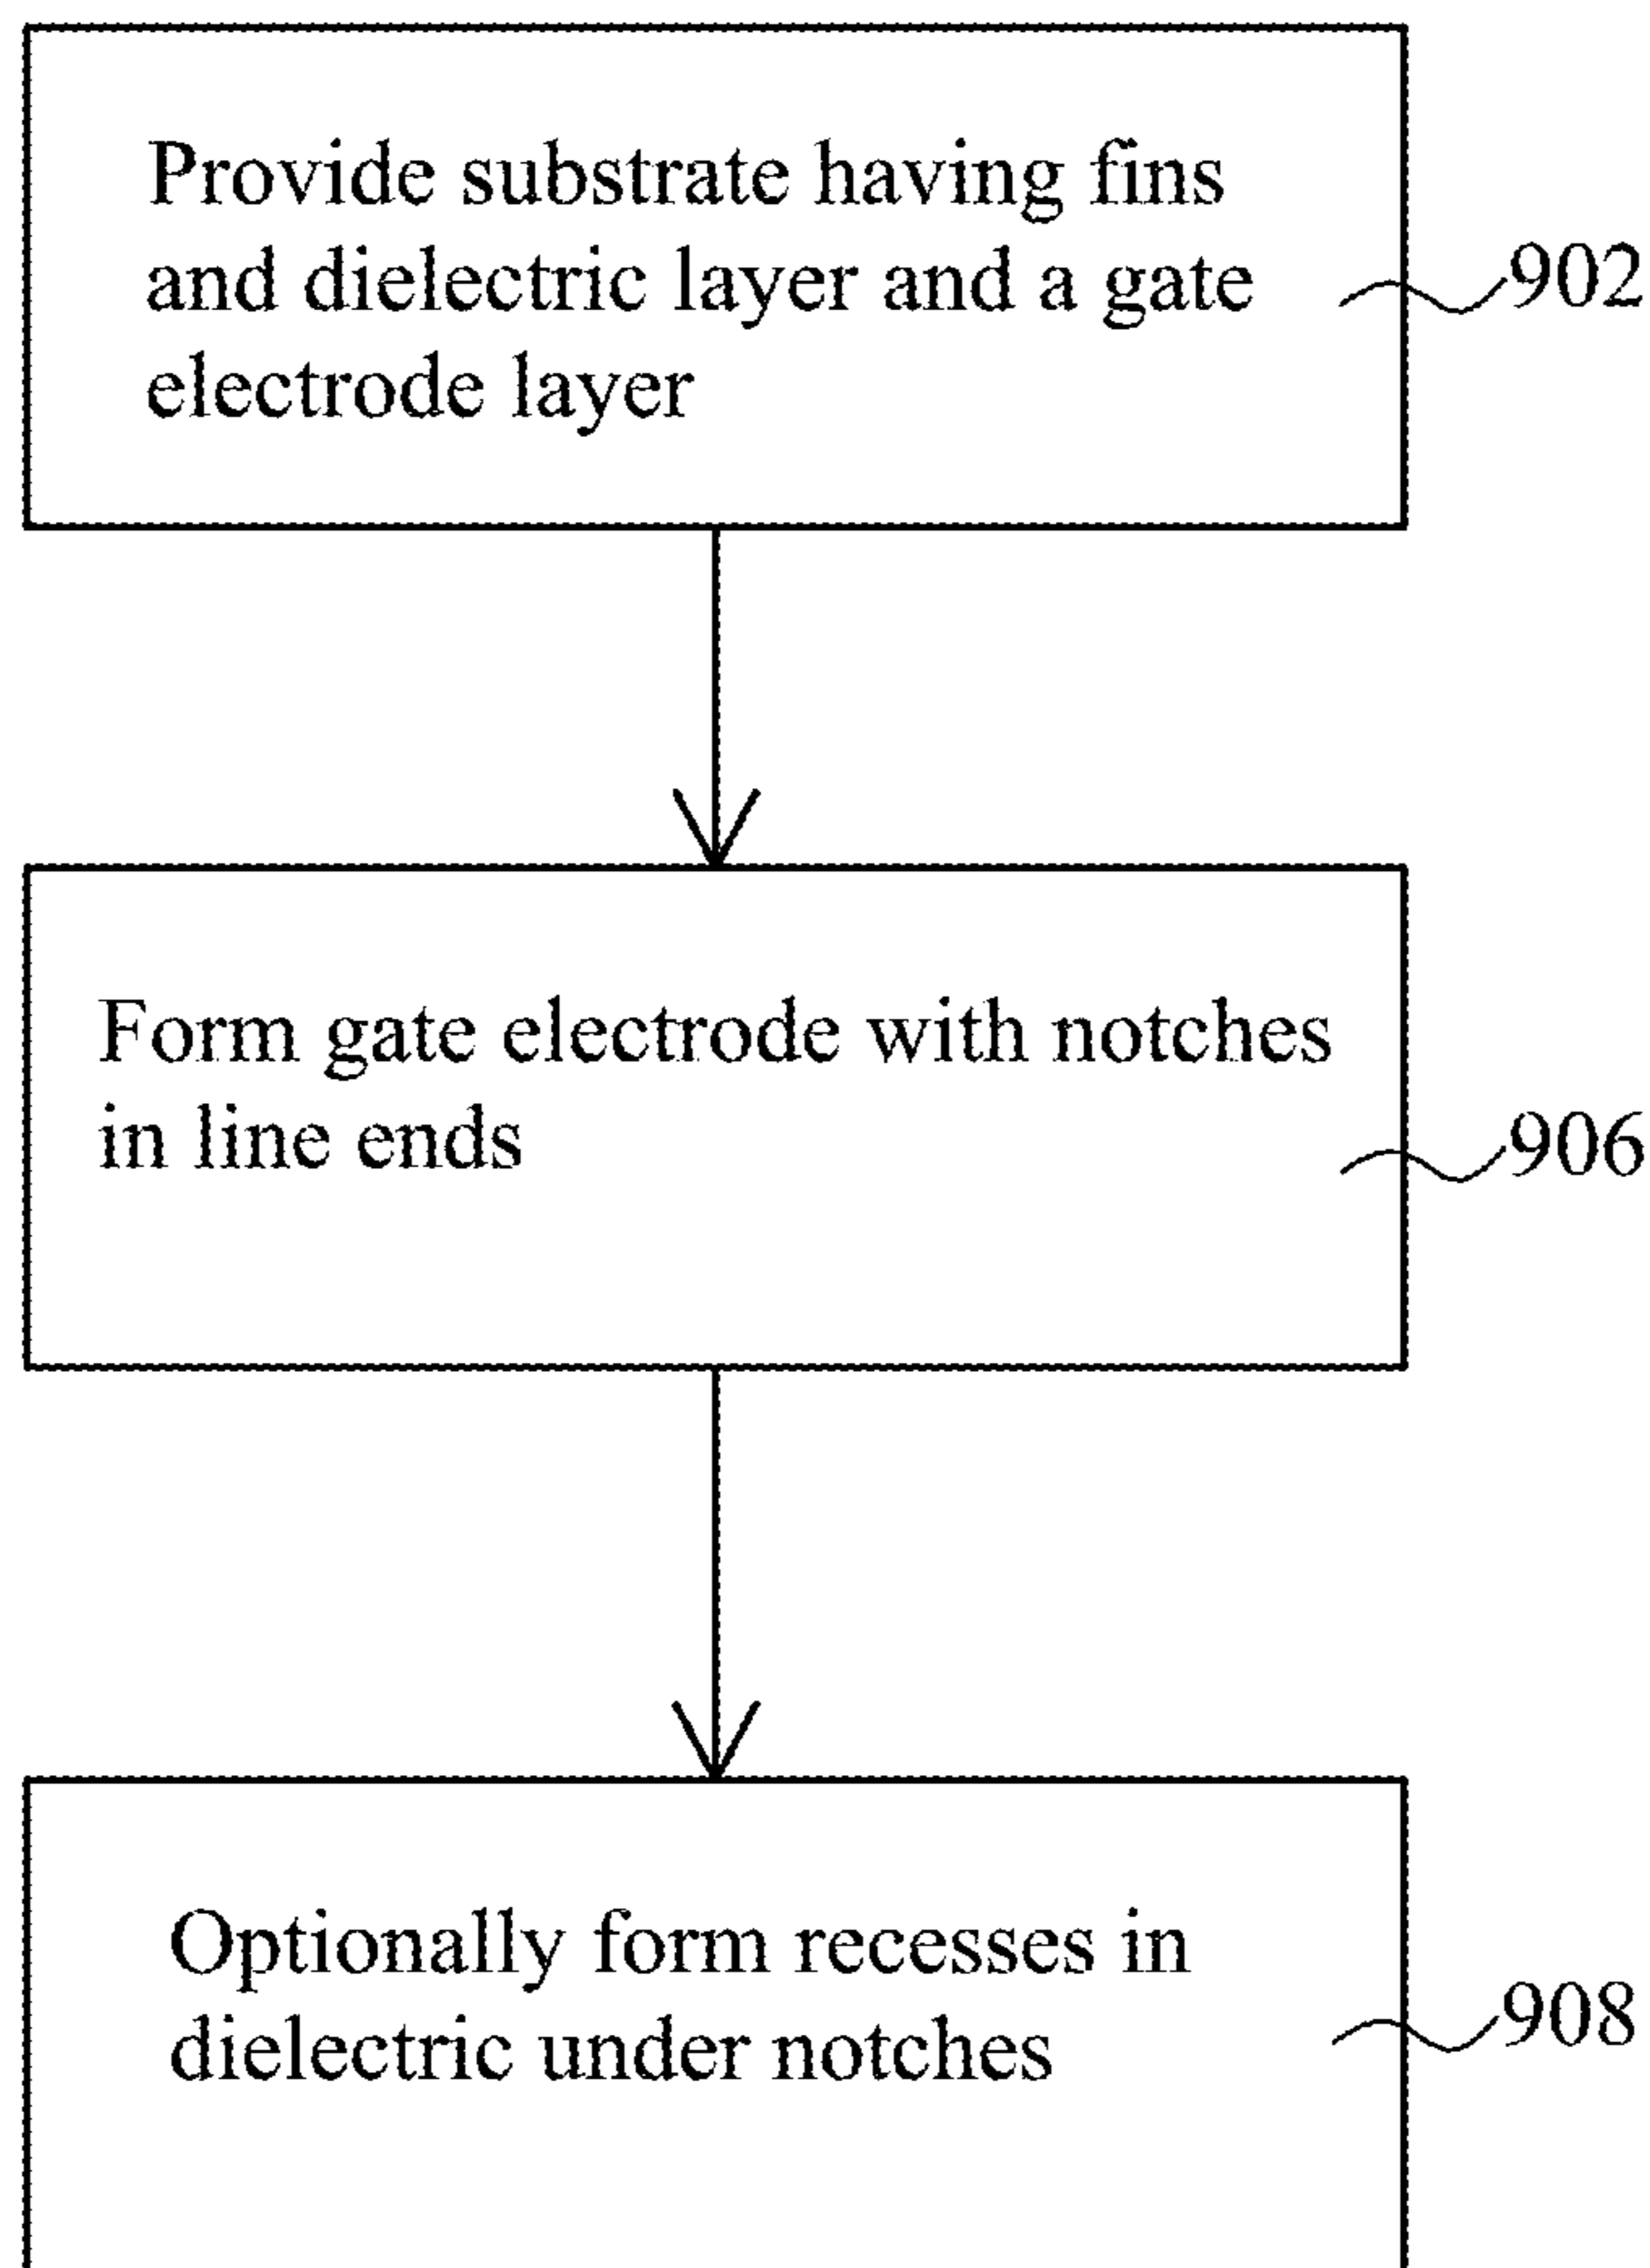 Provide substrate having fins
and dielectric layer and a gate
electrode layer
902
Form gate electrode with notches
in line ends
906
Optionally form recesses in
dielectric under notches
908